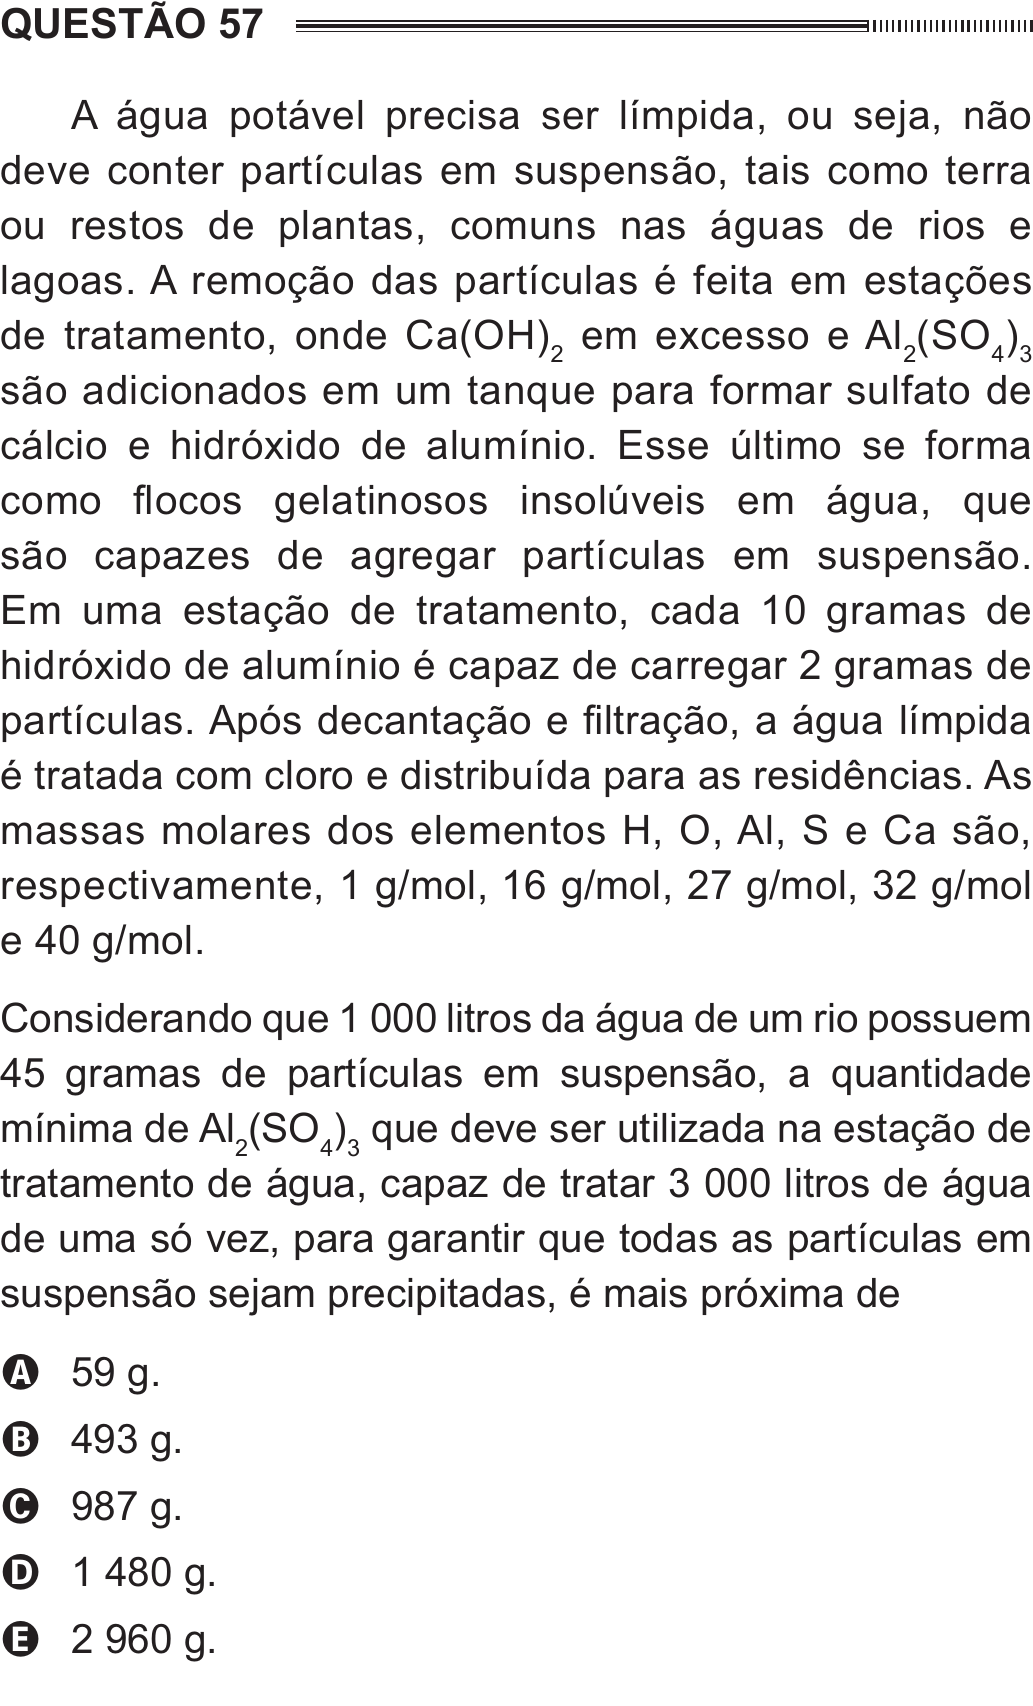 QUESTÃO 57
A água potável precisa ser límpida, ou seja, não
deve conter partículas em suspensão, tais como terra
ou restos de plantas, comuns nas águas de rios e
lagoas. A remoção das partículas é feita em estações
de tratamento, onde Ca(OH)₂ em excesso e Al₂(SO₄)₃
são adicionados em um tanque para formar sulfato de
cálcio e hidróxido de alumínio. Esse último se forma
como flocos gelatinosos insolúveis em água, que
são capazes de agregar partículas em suspensão.
Em uma estação de tratamento, cada 10 gramas de
hidróxido de alumínio é capaz de carregar 2 gramas de
partículas. Após decantação e filtração, a água límpida
é tratada com cloro e distribuída para as residências. As
massas molares dos elementos H, O, Al, S e Ca são,
respectivamente, 1 g/mol, 16 g/mol, 27 g/mol, 32 g/mol
e 40 g/mol.
Considerando que 1 000 litros da água de um rio possuem
45 gramas de partículas em suspensão, a quantidade
mínima de Al₂(SO₄)₃ que deve ser utilizada na estação de
tratamento de água, capaz de tratar 3 000 litros de água
de uma só vez, para garantir que todas as partículas em
suspensão sejam precipitadas, é mais próxima de
A 59 g.
B 493 g.
C 987 g.
D 1 480 g.
E 2 960 g.